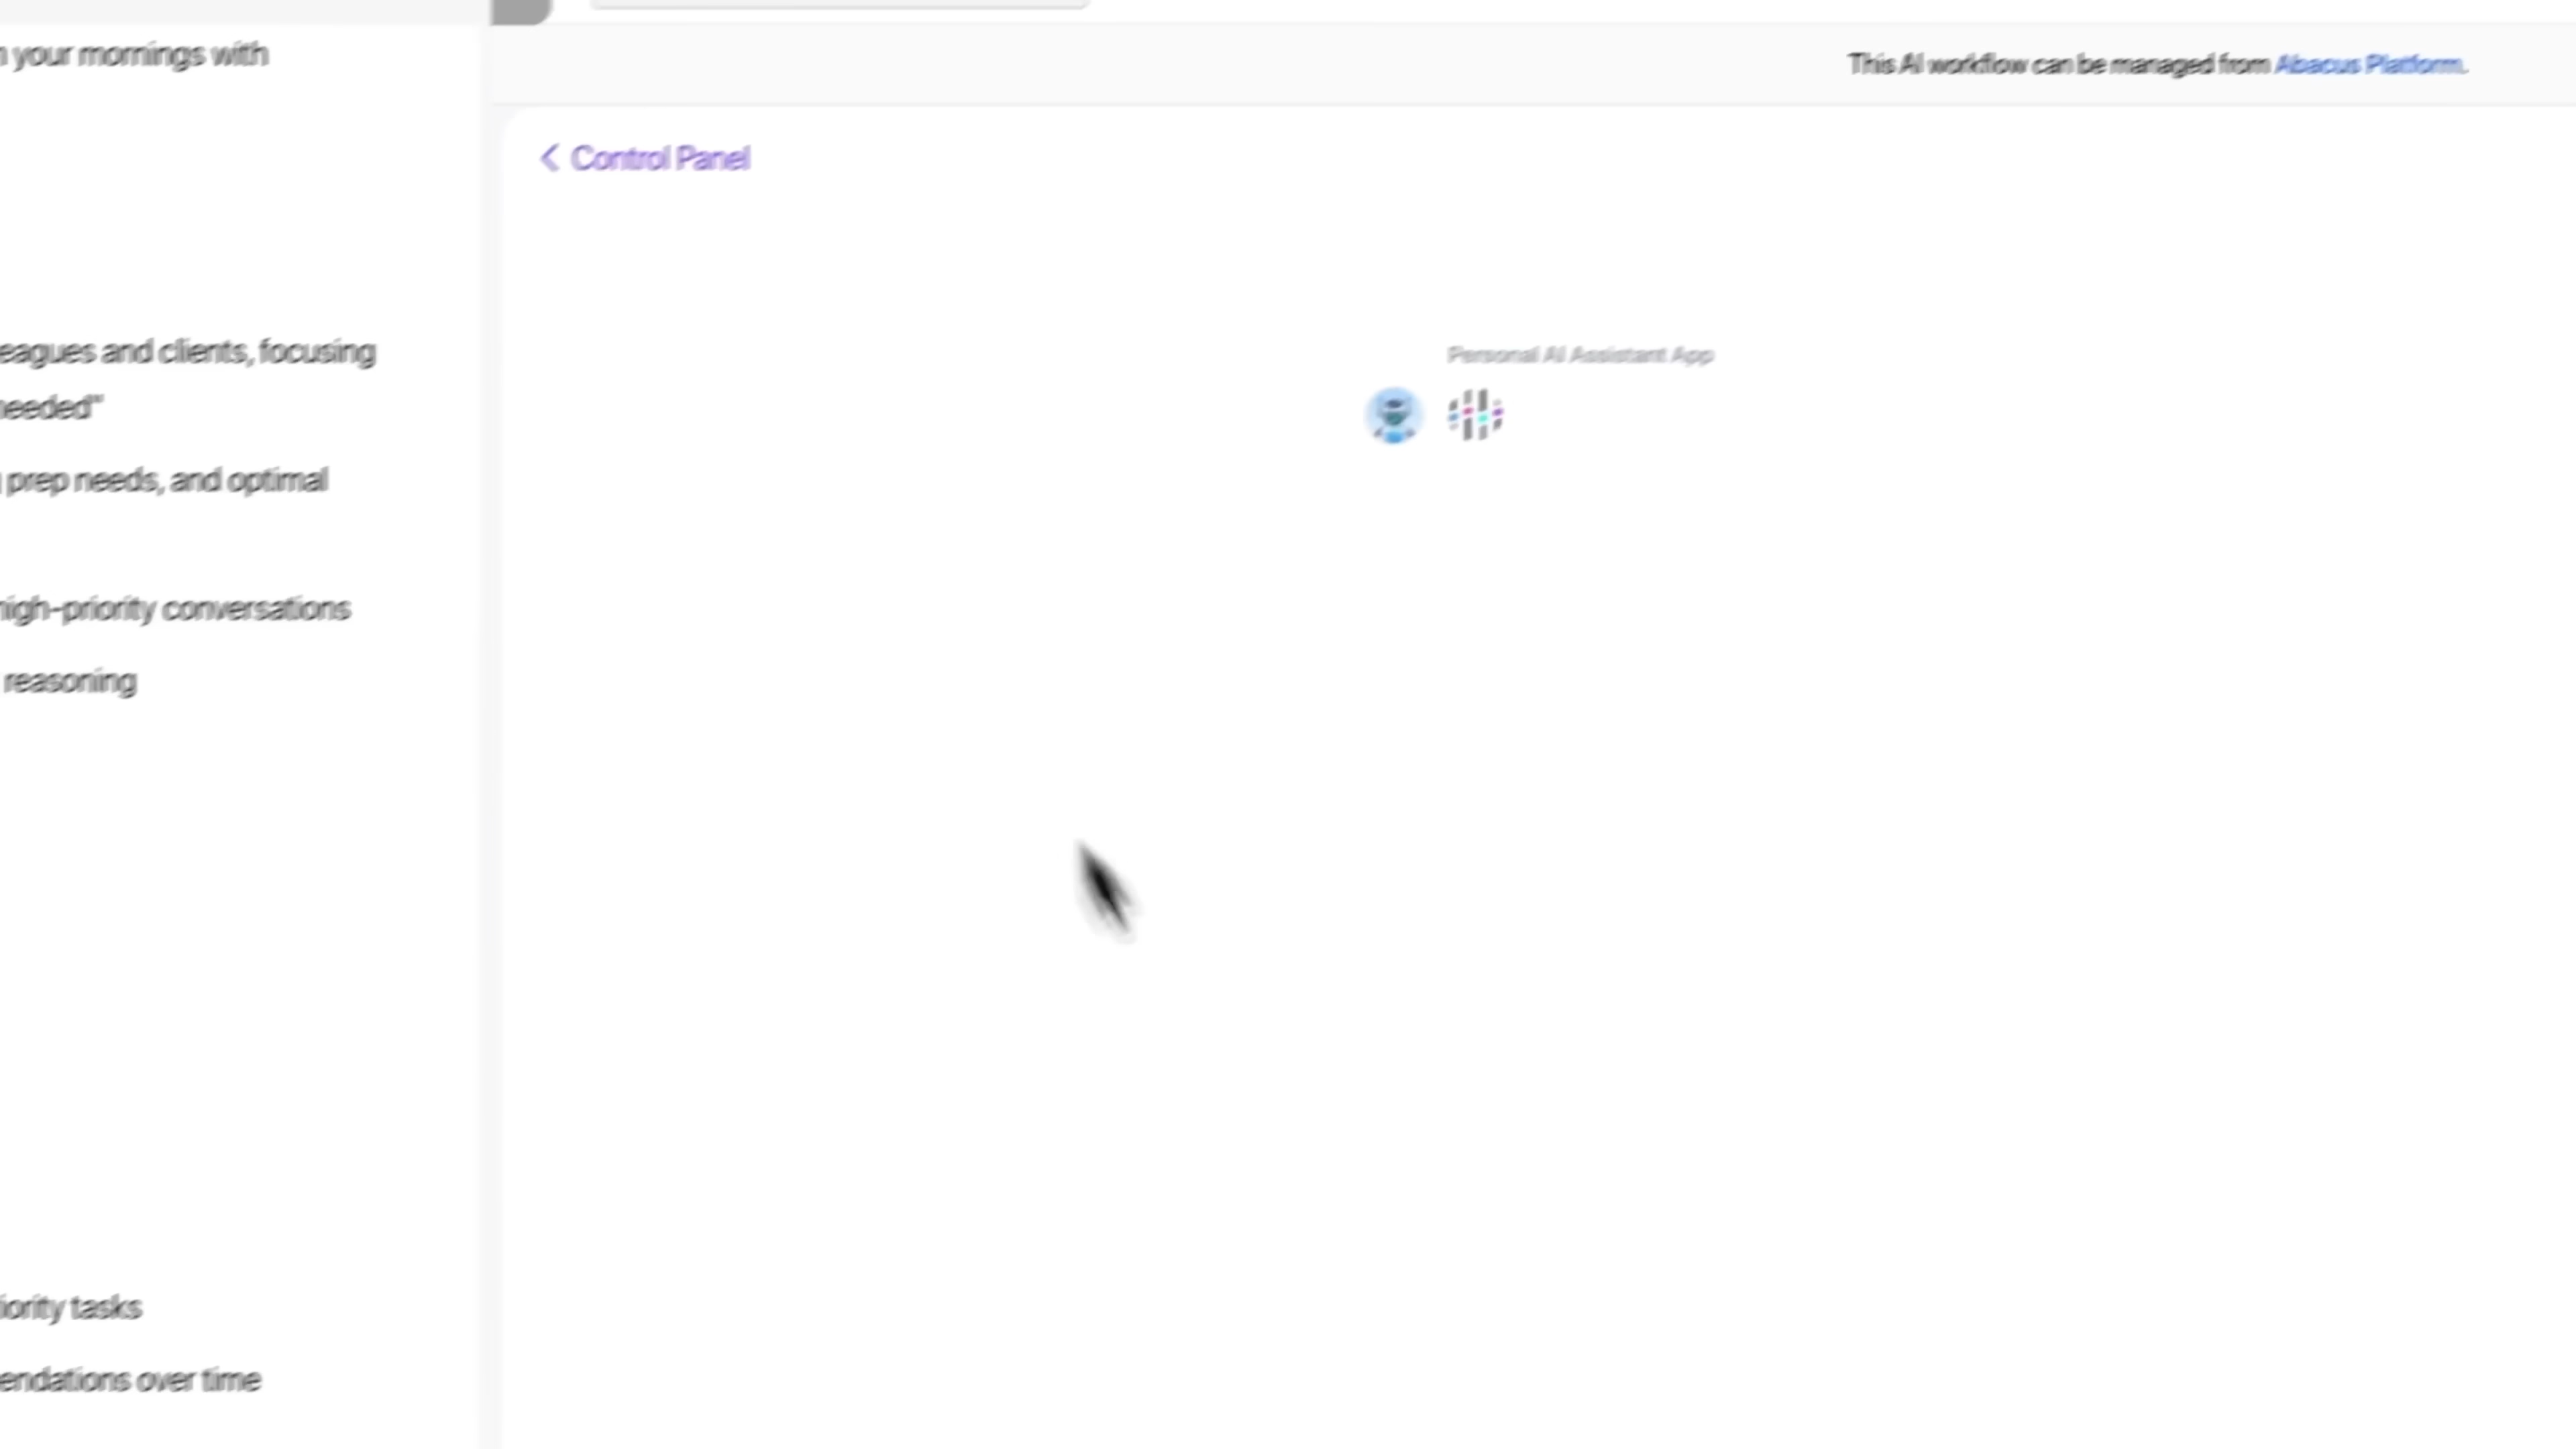 your mornings with
This AI workflow can be managed from Abacus Platform.
Control Panel
eagues and clients, focusing
Personal AI Assistant App
needed"
prep needs, and optimal
high-priority conversations
reasoning
iority tasks
endations over time